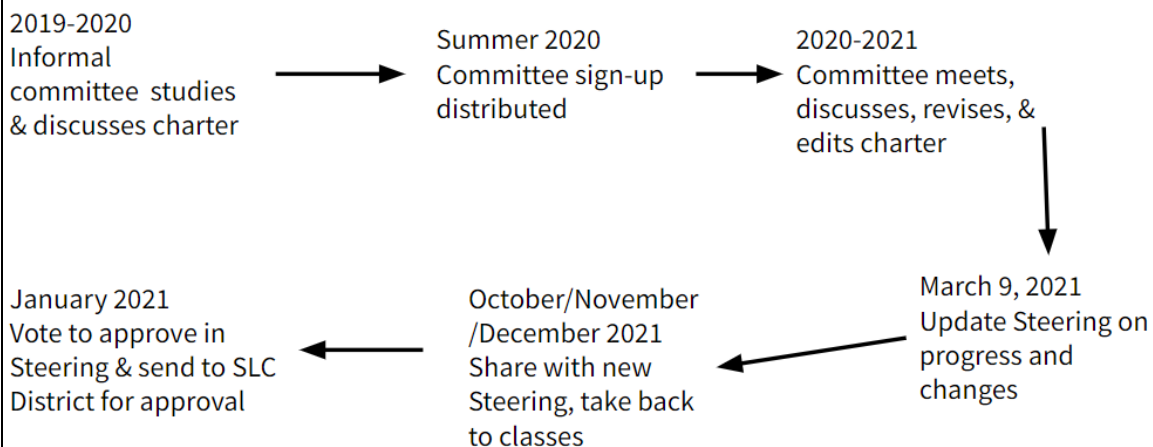 2019-2020
Informal
committee studies
& discusses charter
Summer 2020
Committee sign-up
distributed
2020-2021
Committee meets,
discusses, revises, &
edits charter
March 9, 2021
Update Steering on
progress and
changes
October/November
/December 2021
Share with new
Steering, take back
to classes
January 2021
Vote to approve in
Steering & send to SLC
District for approval